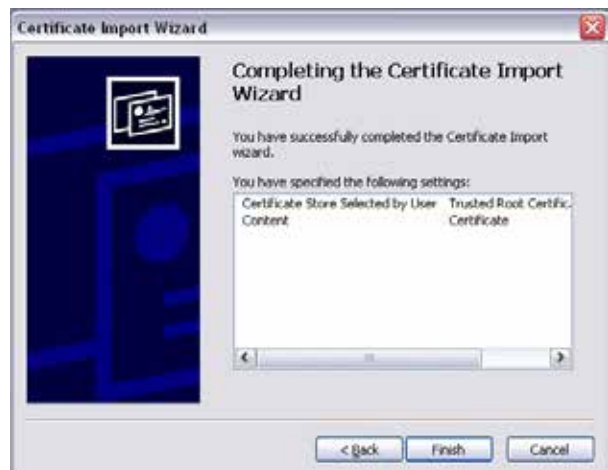 Certificate Import Wizard
Completing the Certificate Import
Wizard
You have successfully completed the Certificate Import
wizard.
You have specified the following settings:
Certificate Store Selected by User Trusted Root Certific
Content Certificate
< Back Finish Cancel